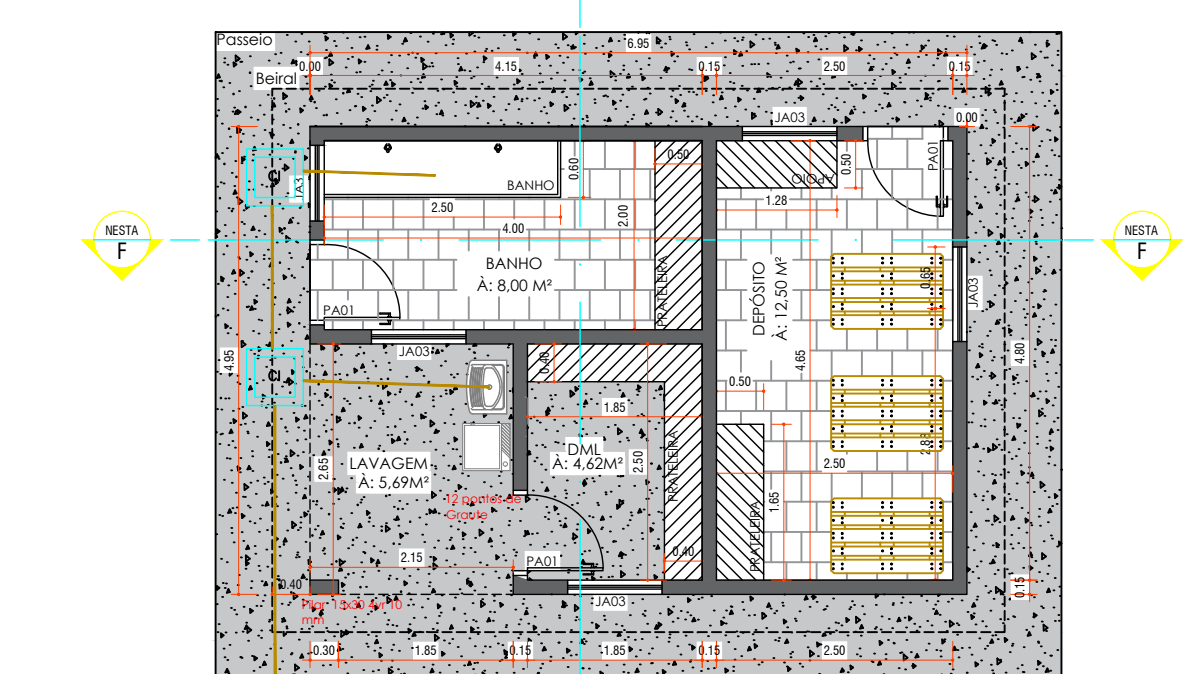 Passeio
6.95
0.00
4.15
0.15
2.50
0.15
Beiral
JA03
0.00
0.50
0.60
0.50
PA01
BANHO
APOIO
2.50
2.00
1.28
4.00
NESTA
F
NESTA
F
BANHO
À: 8,00 M²
PRATELEIRA
DEPÓSITO
À: 12,50 M²
0.65
JA03
PA01
JA03
4.95
0.40
4.65
4.80
0.50
1.85
LAVAGEM
À: 5,69M²
2.65
DML
À: 4,62M²
2.50
PRATELEIRA
2.50
12 pontos de
Graute
1.65
PRATELEIRA
2.15
PA01
0.40
0.40
0.15
Pilar 15x30 4vr 10
mm
JA03
0.30
1.85
0.15
1.85
0.15
2.50